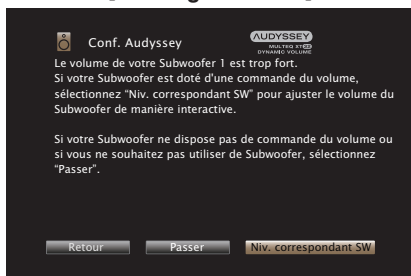 Conf. Audyssey
AUDYSSEY
MULTEQ XT32
DYNAMIC VOLUME
Le volume de votre Subwoofer 1 est trop fort.
Si votre Subwoofer est doté d'une commande du volume,
sélectionnez "Niv. correspondant SW" pour ajuster le volume du
Subwoofer de manière interactive.
Si votre Subwoofer ne dispose pas de commande du volume ou
si vous ne souhaitez pas utiliser de Subwoofer, sélectionnez
"Passer".
Retour
Passer
Niv. correspondant SW